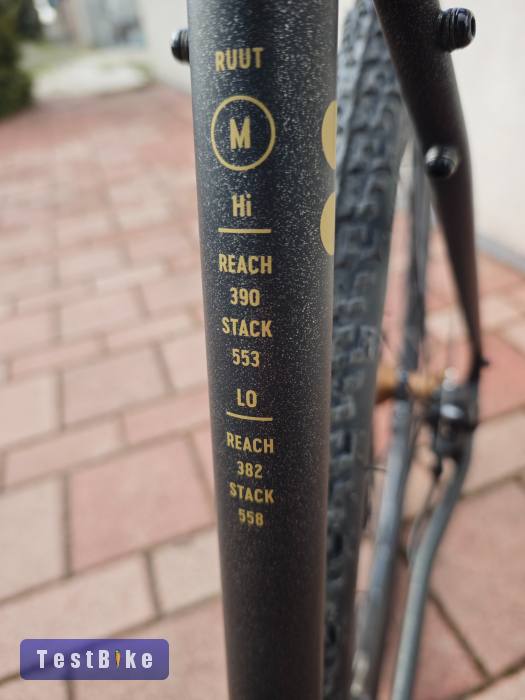 RUUT
M
Hi
REACH
390
STACK
553
LO
REACH
382
STACK
558
TestBike